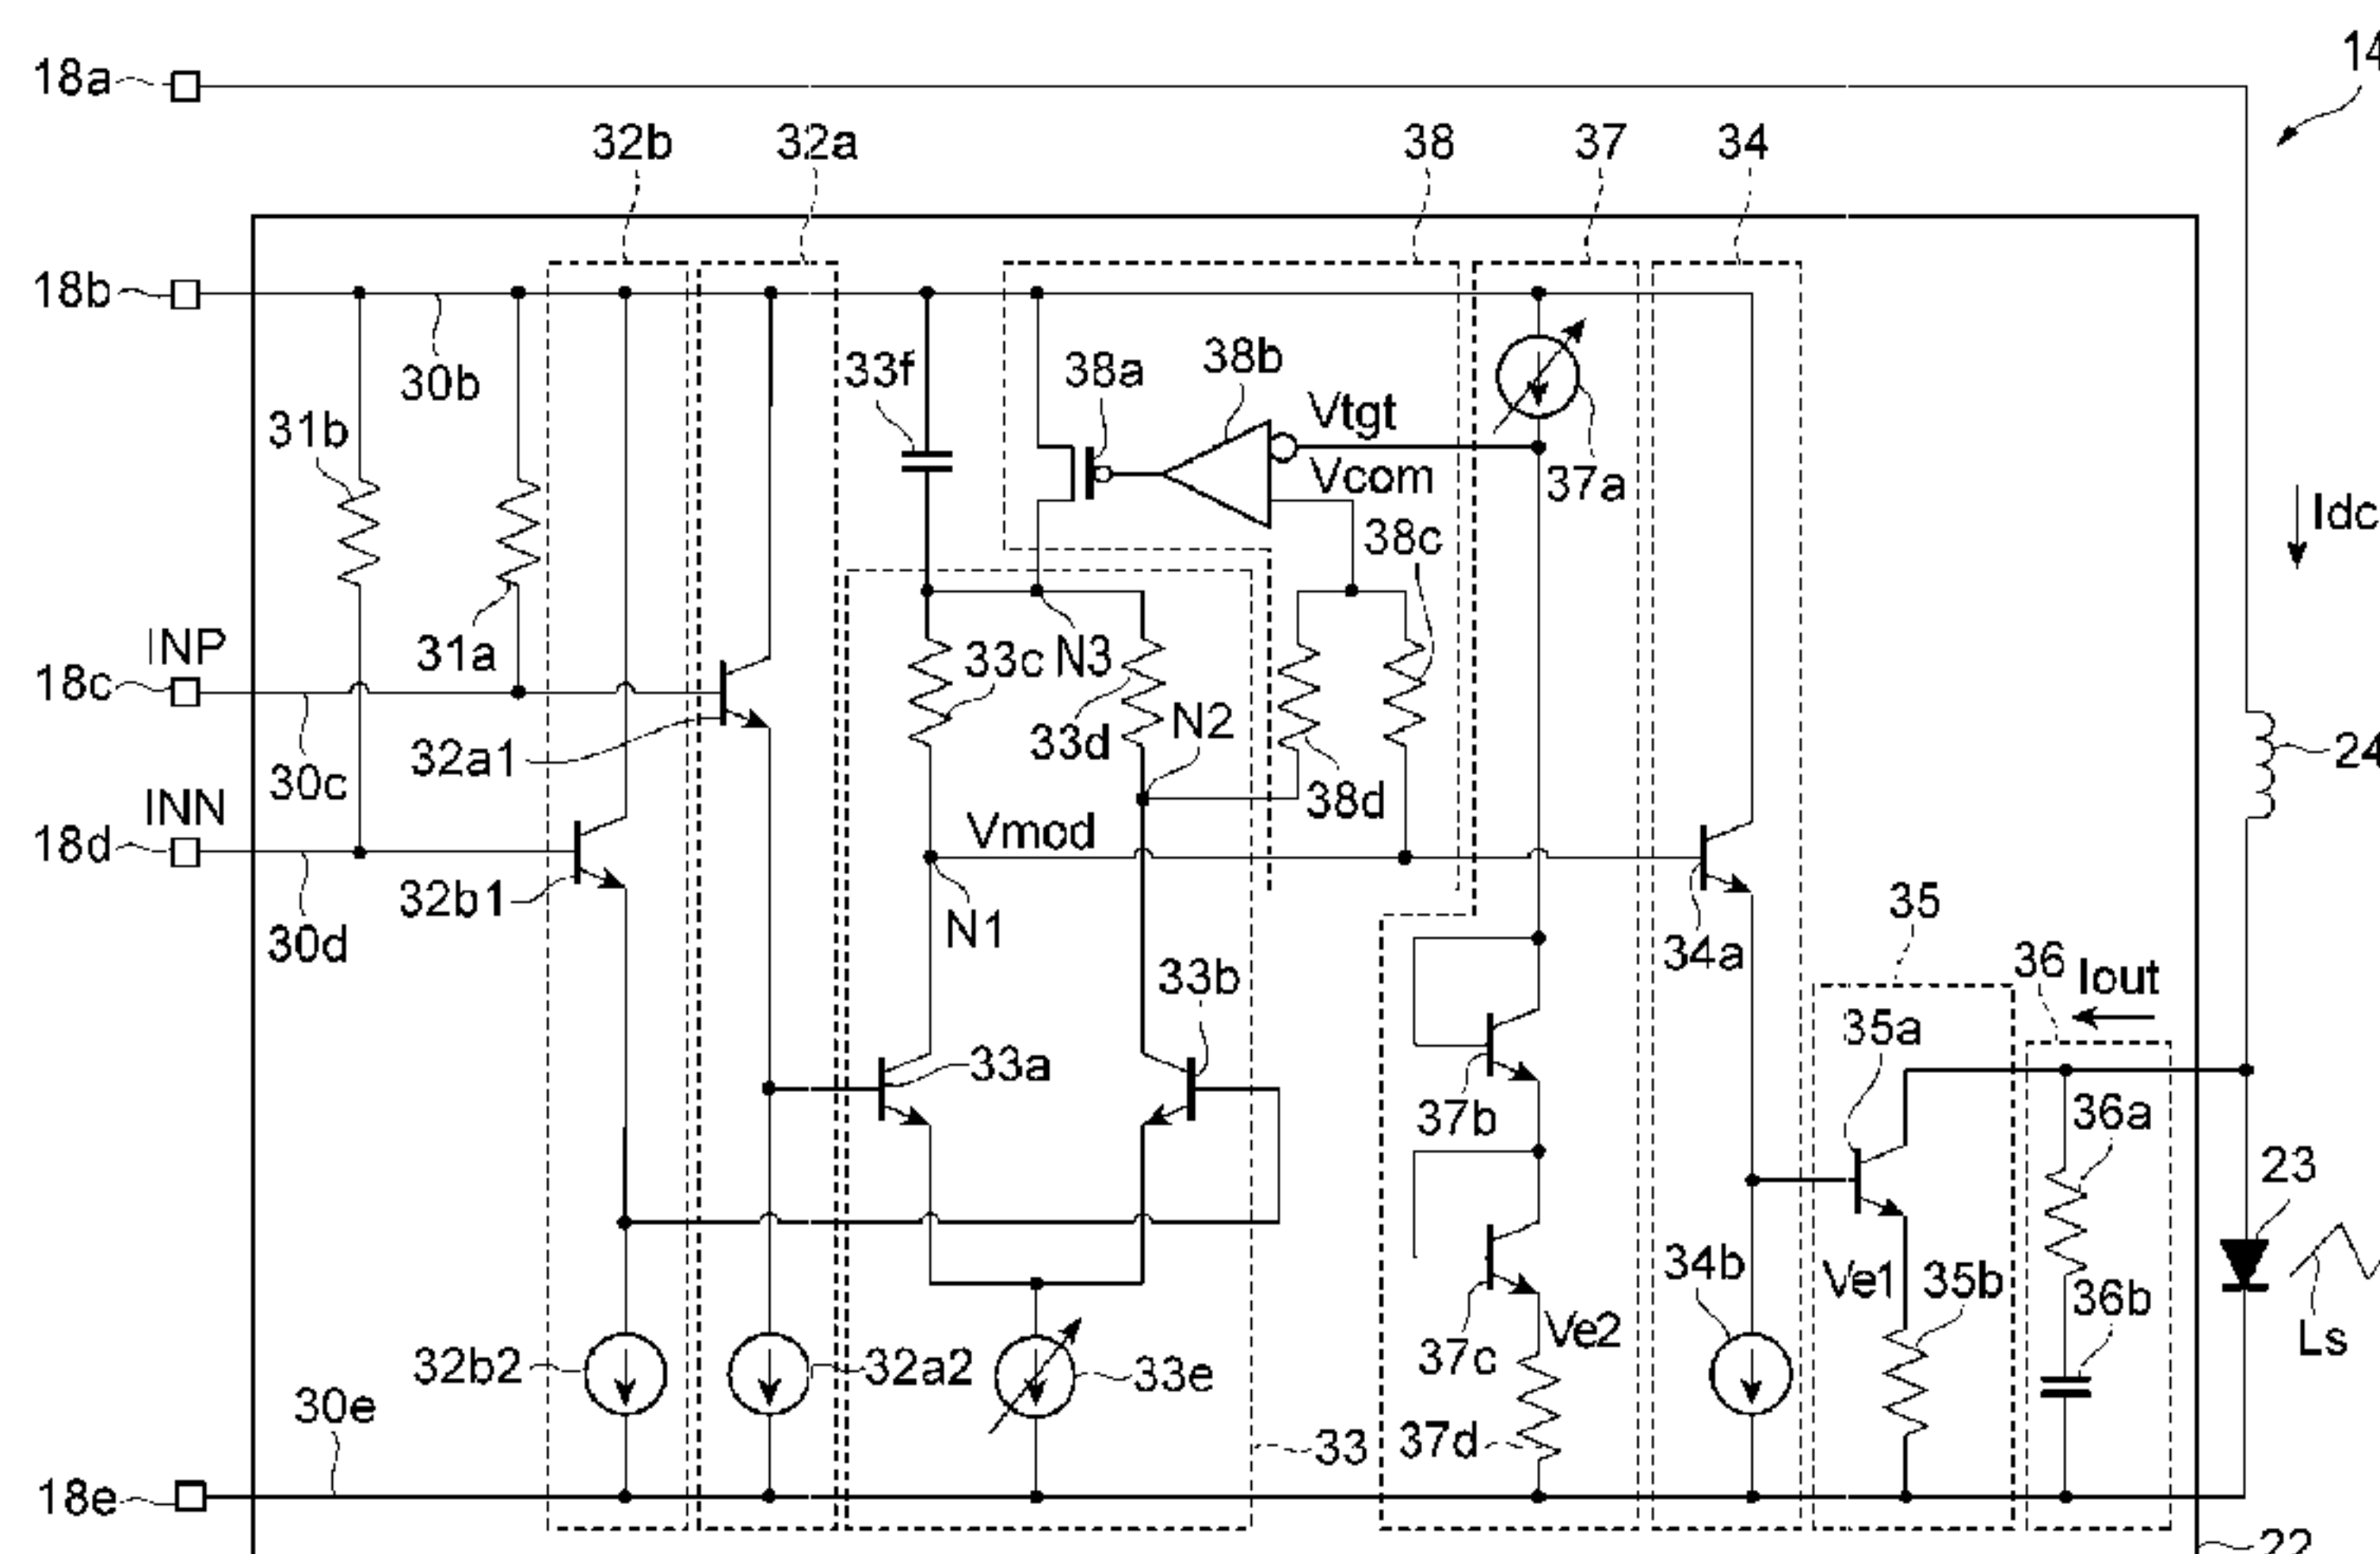 14
18a
32b
32a
38
37
34
18b
30b
33f
38a
38b
Vtgt
Vcom
37a
31b
38c
Idc
INP
31a
33c
N3
18c
32a1
33d
N2
24
30c
38d
INN
Vmod
18d
32b1
N1
34a
35
30d
33b
36
Iout
33a
35a
37b
36a
23
34b
Ve1
35b
36b
Ve2
Ls
32b2
32a2
33e
37c
30e
33
37d
18e
22